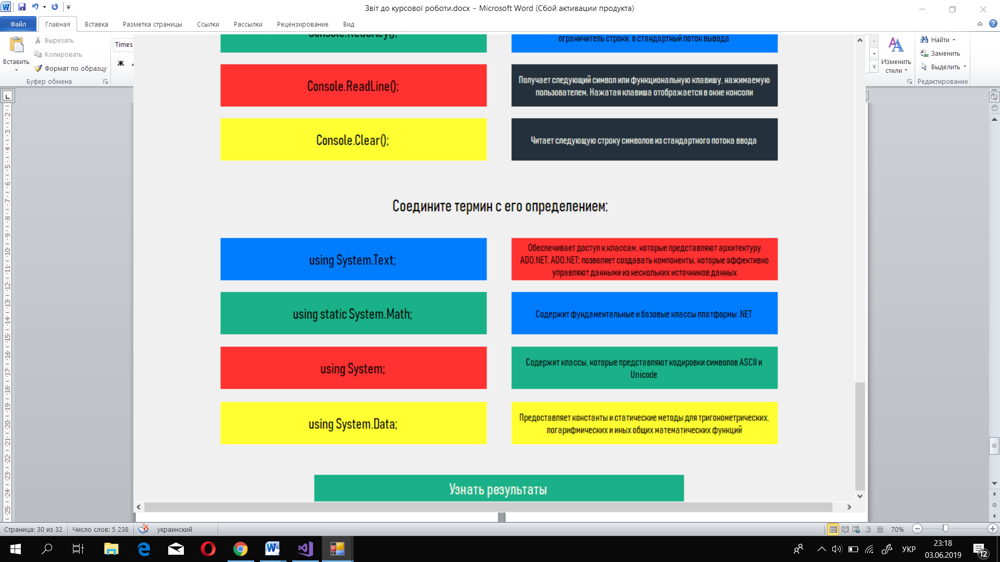 Звіт до курсової роботи.docx - Microsoft Word (Сбой активации продукта)
Файл
Главная
Вставка
Разметка страницы
Ссылки
Рассылки
Рецензирование
Вид
Вставить
Вырезать
Копировать
Формат по образцу
Буфер обмена
Times
Ж
Изменить
стили
Найти
Заменить
Выделить
Редактирование
Console.ReadKey();
ограничитель строки, в стандартный поток вывода
Console.ReadLine();
Получает следующий символ или функциональную клавишу, нажимаемую
пользователем. Нажатая клавиша отображается в окне консоли
Console.Clear();
Читает следующую строку символов из стандартного потока ввода
Соедините термин с его определением:
using System.Text;
Обеспечивает доступ к классам, которые представляют архитектуру
ADO.NET. ADO.NET; позволяет создавать компоненты, которые эффективно
управляют данными из нескольких источников данных
using static System.Math;
Содержит фундаментальные и базовые классы платформы .NET
using System;
Содержит классы, которые представляют кодировки символов ASCII и
Unicode
using System.Data;
Предоставляет константы и статические методы для тригонометрических,
логарифмических и иных общих математических функций
Узнать результаты
Страница: 30 из 32
Число слов: 5 238
украинский
70%
УКР
23:18
03.06.2019
12